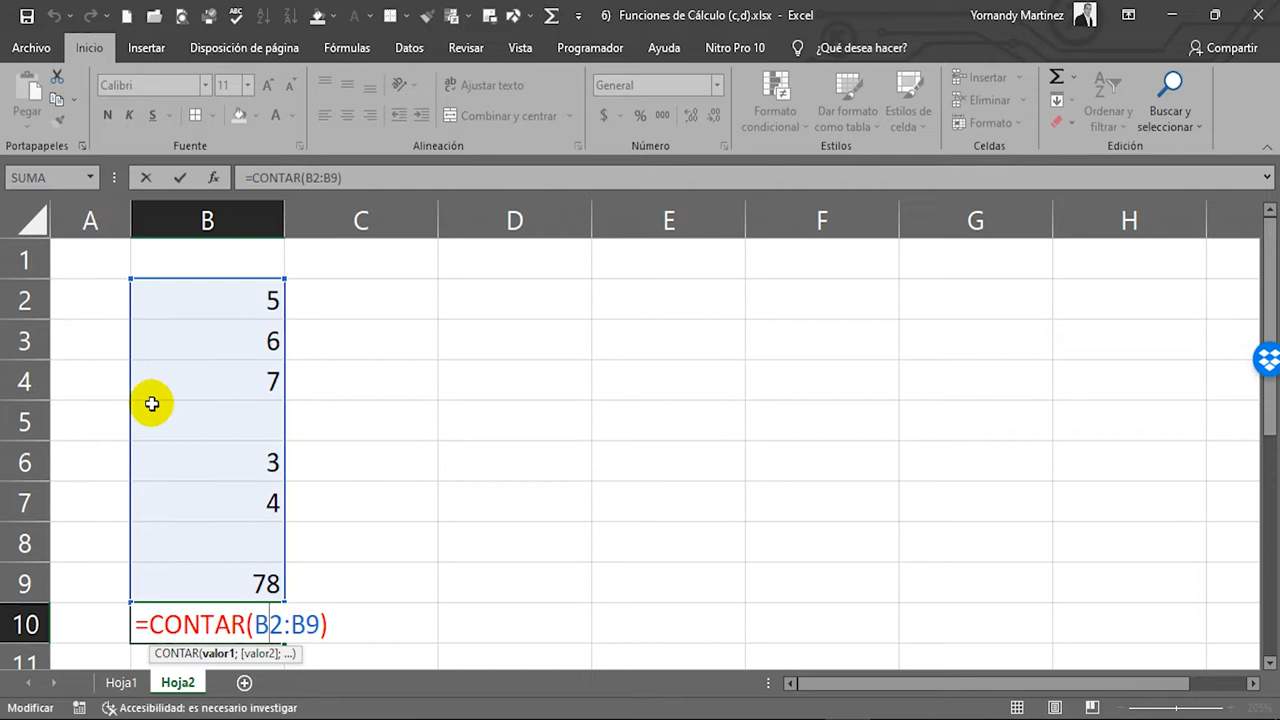 6) Funciones de Cálculo (c,d).xlsx - Excel
Yornandy Martinez
Archivo Inicio Insertar Disposición de página Fórmulas Datos Revisar Vista Programador Ayuda Nitro Pro 10 ¿Qué desea hacer? Compartir
Pegar
Calibri 11
N K S
Ajustar texto
Combinar y centrar
General
$ % 000
Formato condicional
Dar formato como tabla
Estilos de celda
Insertar
Eliminar
Formato
Ordenar y filtrar
Buscar y seleccionar
Portapapeles Fuente Alineación Número Estilos Celdas Edición
SUMA fx =CONTAR(B2:B9)
A B C D E F G H
1
2 5
3 6
4 7
5
6 3
7 4
8
9 78
10 =CONTAR(B2:B9)
CONTAR(valor1; [valor2]; ...)
11
Hoja1 Hoja2
Modificar Accesibilidad: es necesario investigar 205%